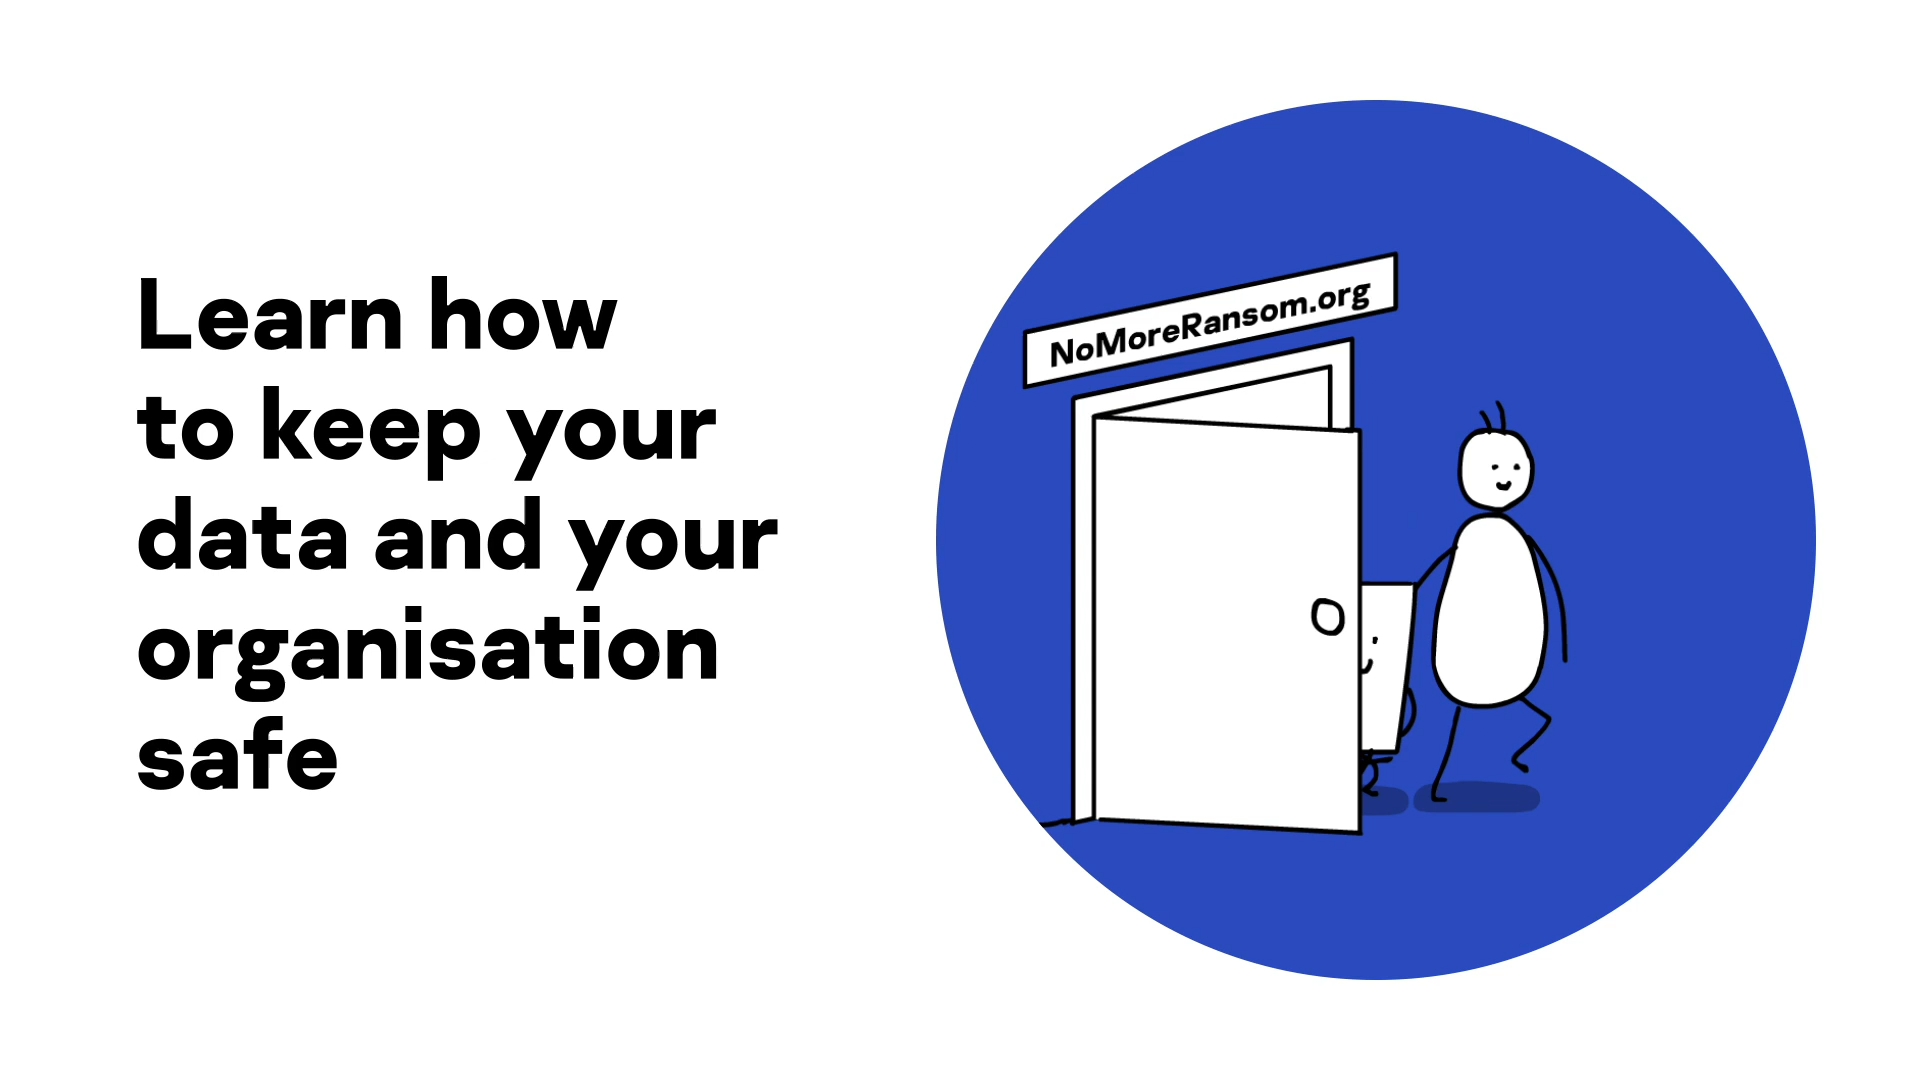 Learn how
to keep your
data and your
organisation
safe
NoMoreRansom.org